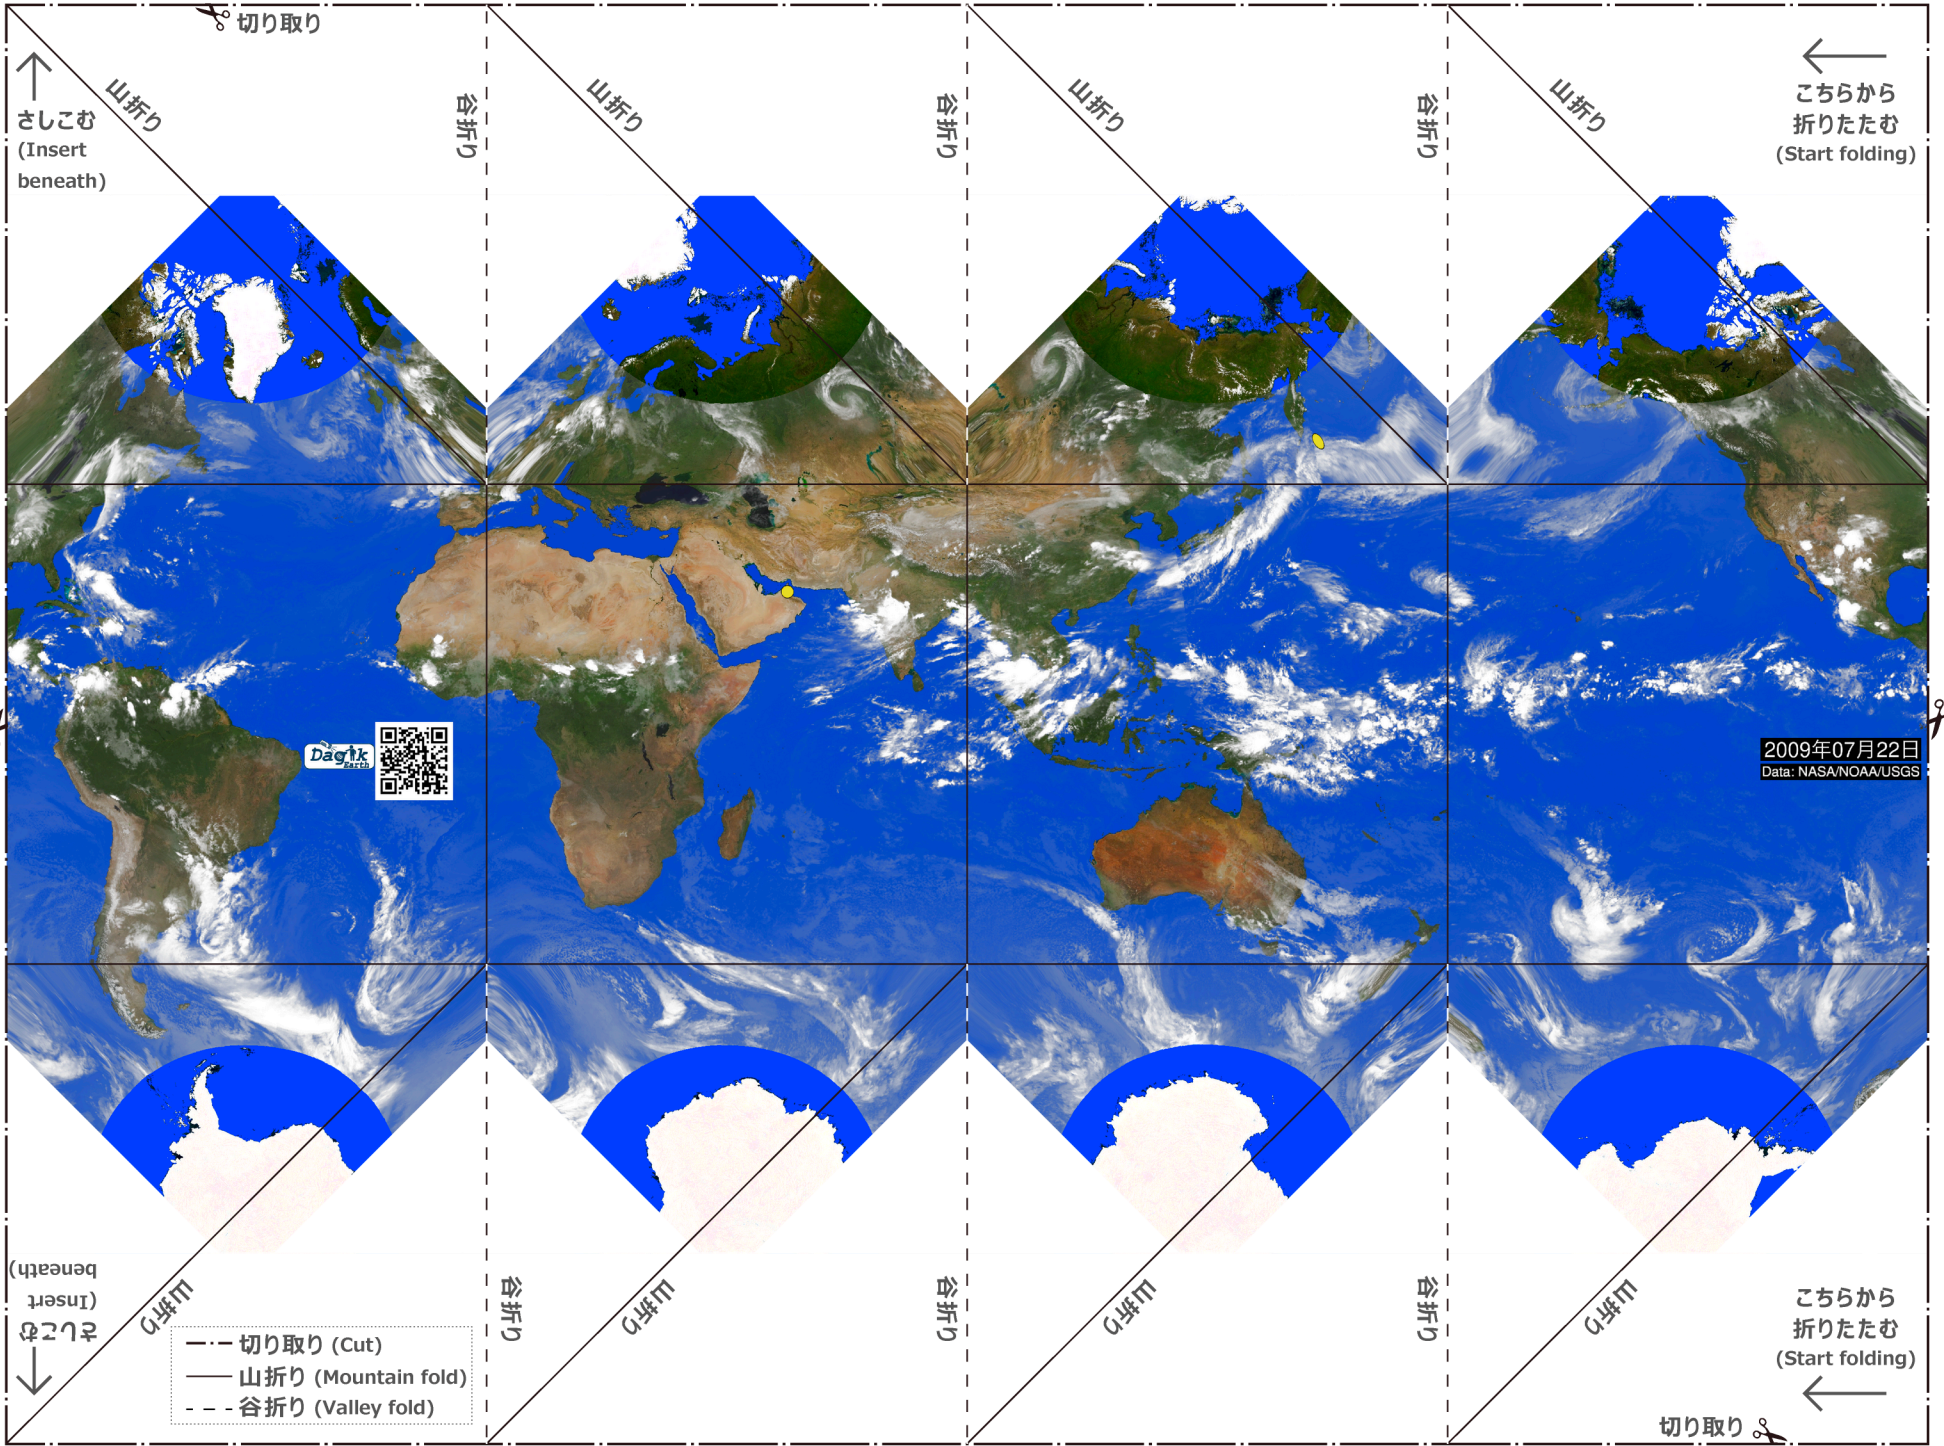 切り取り
山折り
谷折り
山折り
谷折り
山折り
谷折り
山折り
さしこむ
(Insert
beneath)
こちらから
折りたたむ
(Start folding)
Dagik
Earth
2009年07月22日
Data: NASA/NOAA/USGS
さしこむ
(Insert
beneath)
山折り
谷折り
山折り
谷折り
山折り
谷折り
山折り
こちらから
折りたたむ
(Start folding)
切り取り (Cut)
山折り (Mountain fold)
谷折り (Valley fold)
切り取り